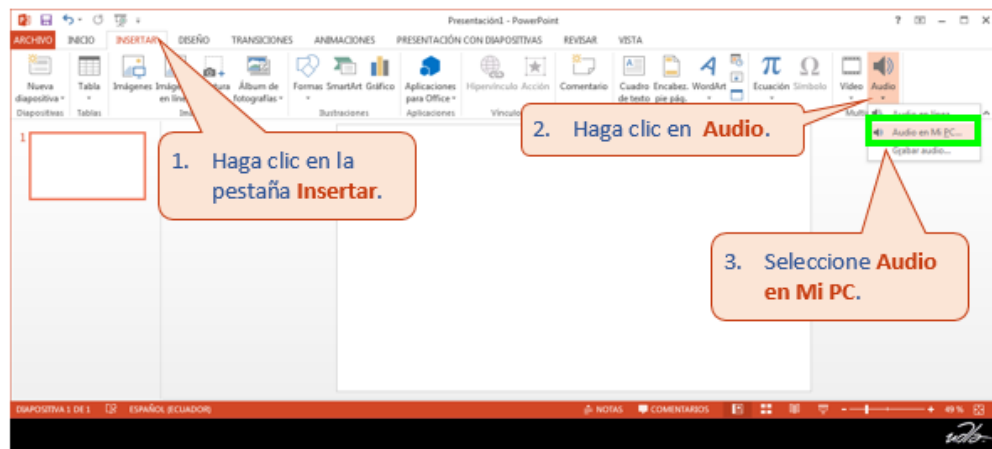 Presentación1 - PowerPoint
ARCHIVO INICIO INSERTAR DISEÑO TRANSICIONES ANIMACIONES PRESENTACIÓN CON DIAPOSITIVAS REVISAR VISTA
Nueva diapositiva
Tabla
Imágenes
en línea
Álbum de fotografías
Formas SmartArt Gráfico
Aplicaciones para Office
Hipervínculo Acción
Comentario
Cuadro de texto
Encabez. pie pág.
WordArt
Ecuación Símbolo
Vídeo Audio
Diapositivas Tablas Ilustraciones Aplicaciones
Audio en Mi PC...
Grabar audio...
1
1. Haga clic en la
pestaña Insertar.
2. Haga clic en Audio.
3. Seleccione Audio
en Mi PC.
DIAPOSITIVA 1 DE 1 ESPAÑOL (ECUADOR) NOTAS COMENTARIOS 49 %